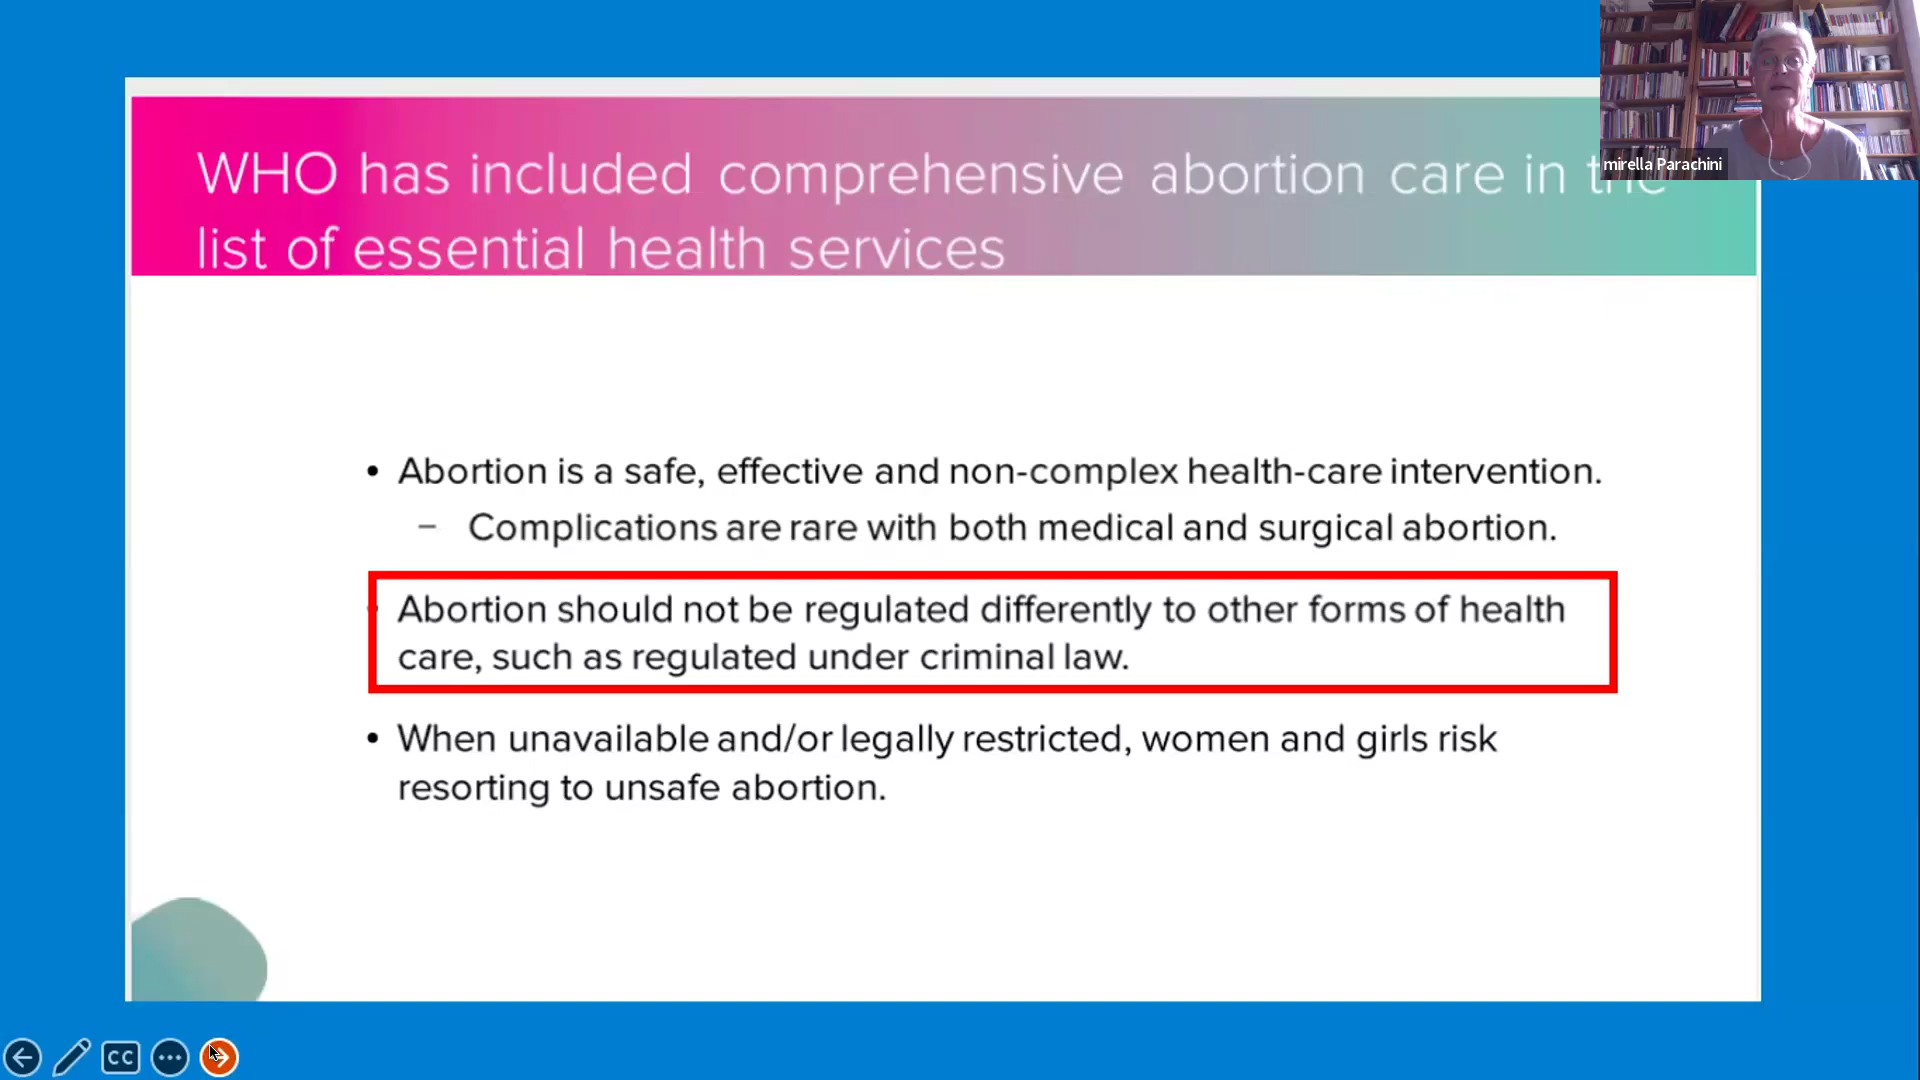 WHO has included comprehensive abortion care in the
list of essential health services
mirella Parachini
• Abortion is a safe, effective and non-complex health-care intervention.
– Complications are rare with both medical and surgical abortion.
Abortion should not be regulated differently to other forms of health
care, such as regulated under criminal law.
• When unavailable and/or legally restricted, women and girls risk
resorting to unsafe abortion.
CC